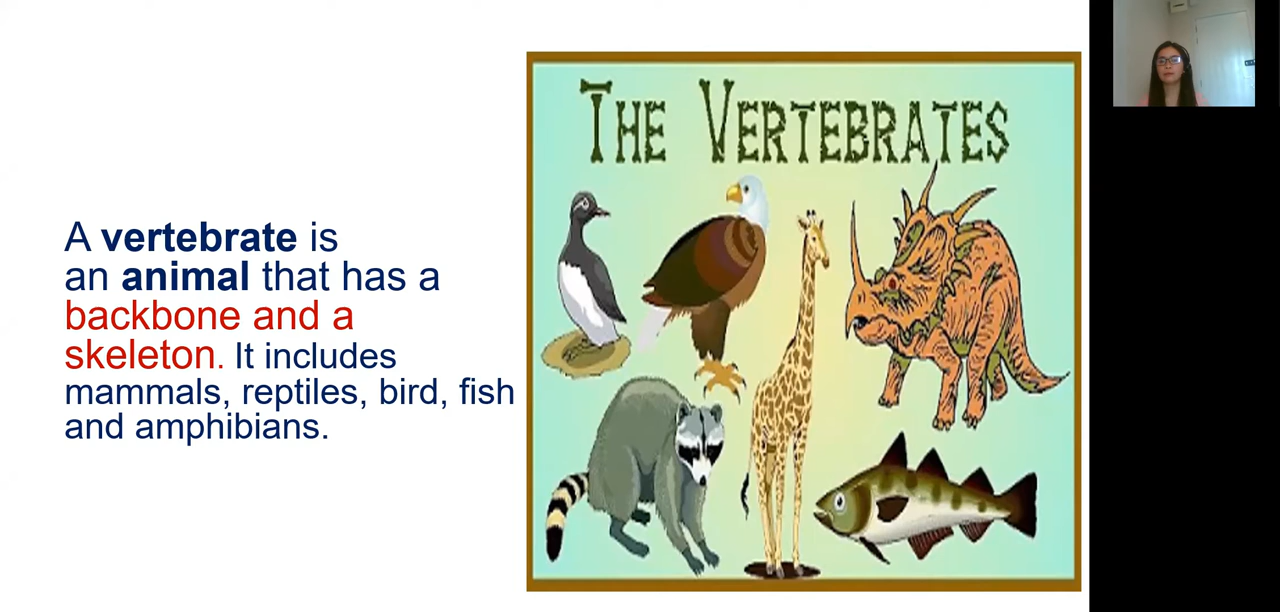 The Vertebrates
A vertebrate is
an animal that has a
backbone and a
skeleton. It includes
mammals, reptiles, bird, fish
and amphibians.